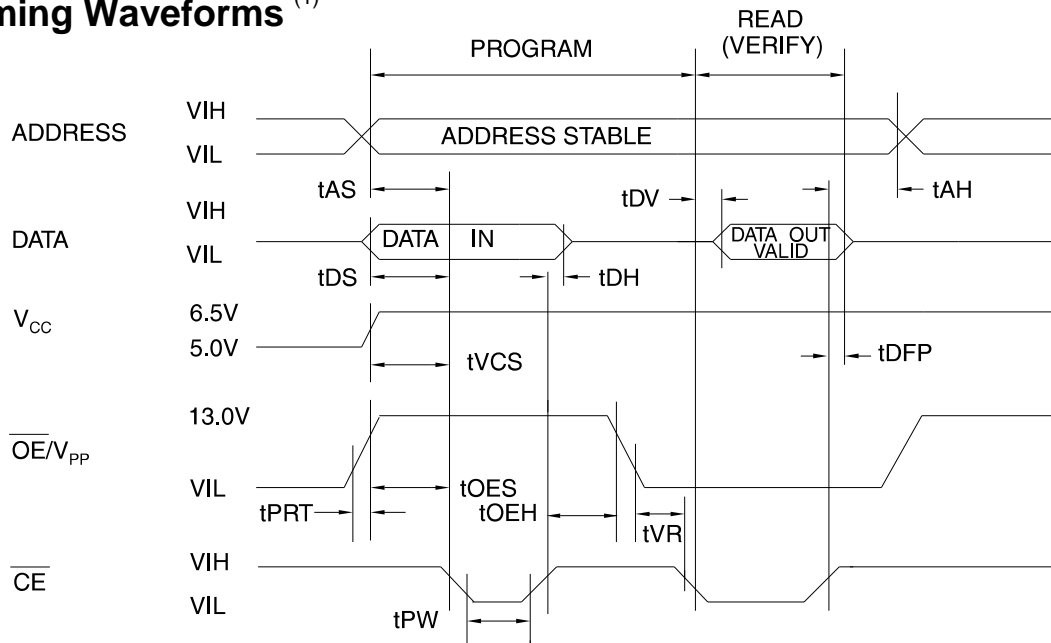 ming Waveforms (1)
READ
(VERIFY)
PROGRAM
ADDRESS
VIH
VIL
ADDRESS STABLE
tAS
tDV
tAH
DATA
VIH
VIL
DATA IN
DATA OUT
VALID
tDS
tDH
VCC
6.5V
5.0V
tVCS
tDFP
OE/VPP
13.0V
VIL
tPRT
tOES
tOEH
tVR
CE
VIH
VIL
tPW